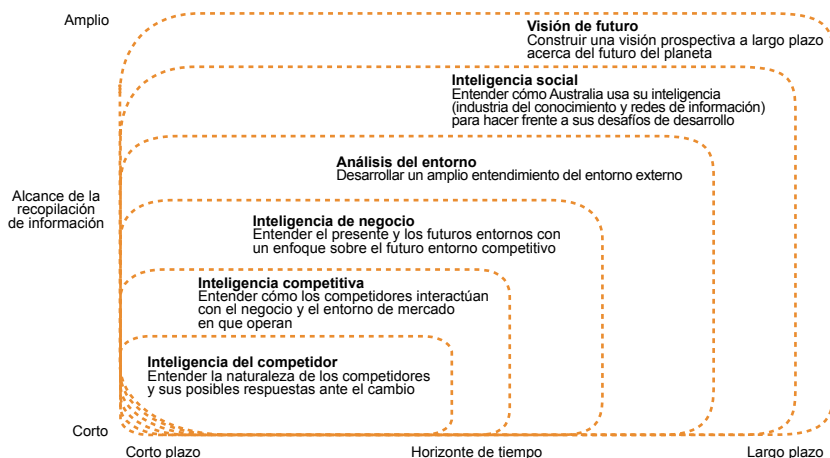 Amplio
Visión de futuro
Construir una visión prospectiva a largo plazo
acerca del futuro del planeta
Inteligencia social
Entender cómo Australia usa su inteligencia
(industria del conocimiento y redes de información)
para hacer frente a sus desafíos de desarrollo
Análisis del entorno
Desarrollar un amplio entendimiento del entorno externo
Alcance de la
recopilación
de información
Inteligencia de negocio
Entender el presente y los futuros entornos con
un enfoque sobre el futuro entorno competitivo
Inteligencia competitiva
Entender cómo los competidores interactúan
con el negocio y el entorno de mercado
en que operan
Inteligencia del competidor
Entender la naturaleza de los competidores
y sus posibles respuestas ante el cambio
Corto
Corto plazo
Horizonte de tiempo
Largo plazo